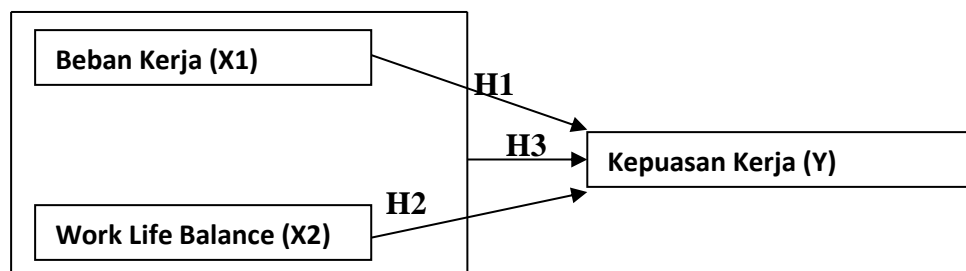 Beban Kerja (X1)
H1
H3
Kepuasan Kerja (Y)
H2
Work Life Balance (X2)